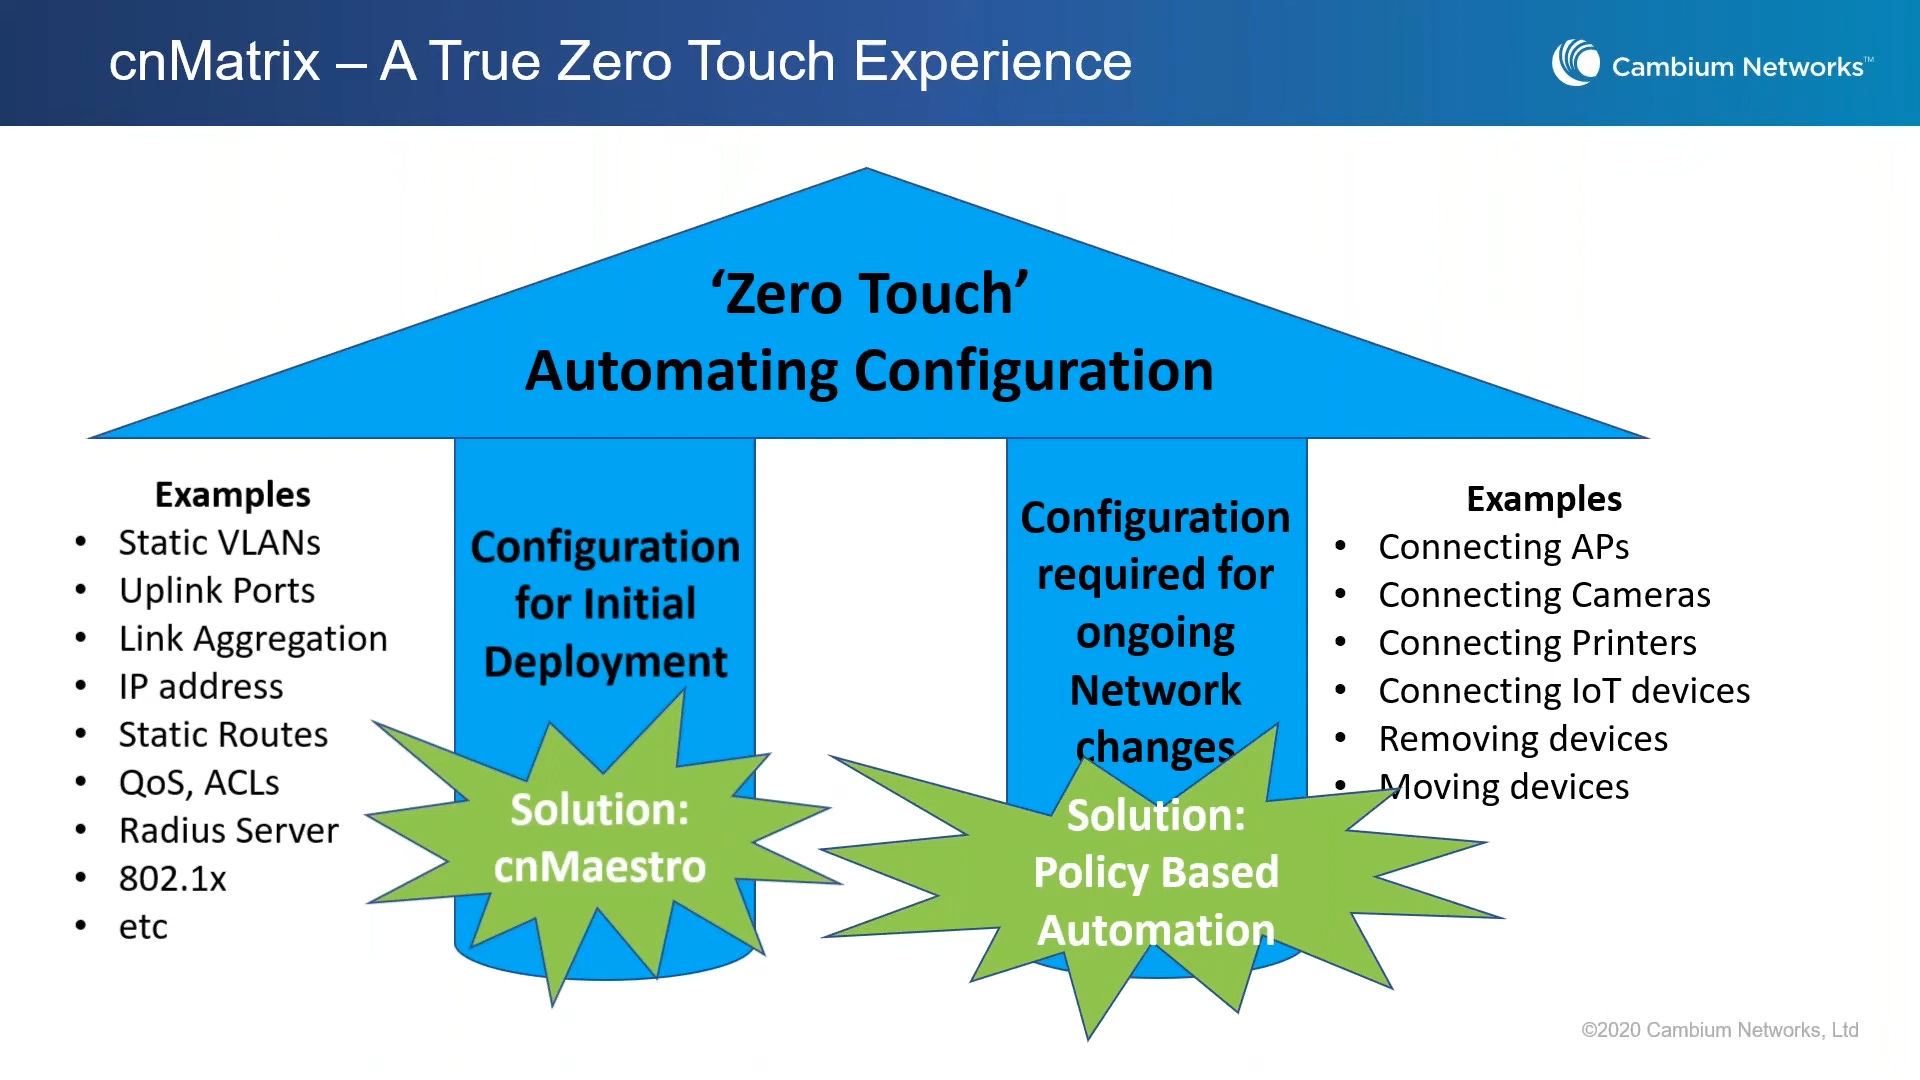 cnMatrix – A True Zero Touch Experience
Cambium Networks™
‘Zero Touch’
Automating Configuration
Examples
• Static VLANs
• Uplink Ports
• Link Aggregation
• IP address
• Static Routes
• QoS, ACLs
• Radius Server
• 802.1x
• etc
Configuration
for Initial
Deployment
Solution:
cnMaestro
Configuration
required for
ongoing
Network
changes
Solution:
Policy Based
Automation
Examples
• Connecting APs
• Connecting Cameras
• Connecting Printers
• Connecting IoT devices
• Removing devices
• Moving devices
©2020 Cambium Networks, Ltd